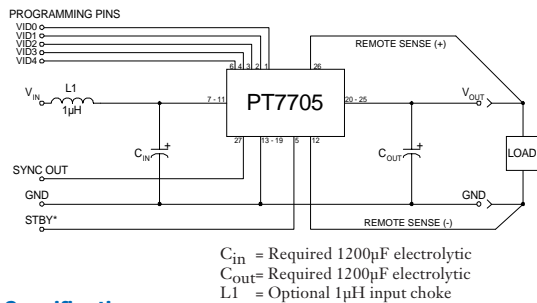 PROGRAMMING PINS
VID0
VID1
VID2
VID3
VID4
6 4 3 2 1
26
REMOTE SENSE (+)
L1
VIN
1µH
7 - 11
PT7705
20 - 25
VOUT
CIN
+
COUT
+
LOAD
27
13 - 19
5
12
SYNC OUT
GND
GND
STBY*
REMOTE SENSE (-)
Cin = Required 1200µF electrolytic
Cout= Required 1200µF electrolytic
L1 = Optional 1µH input choke